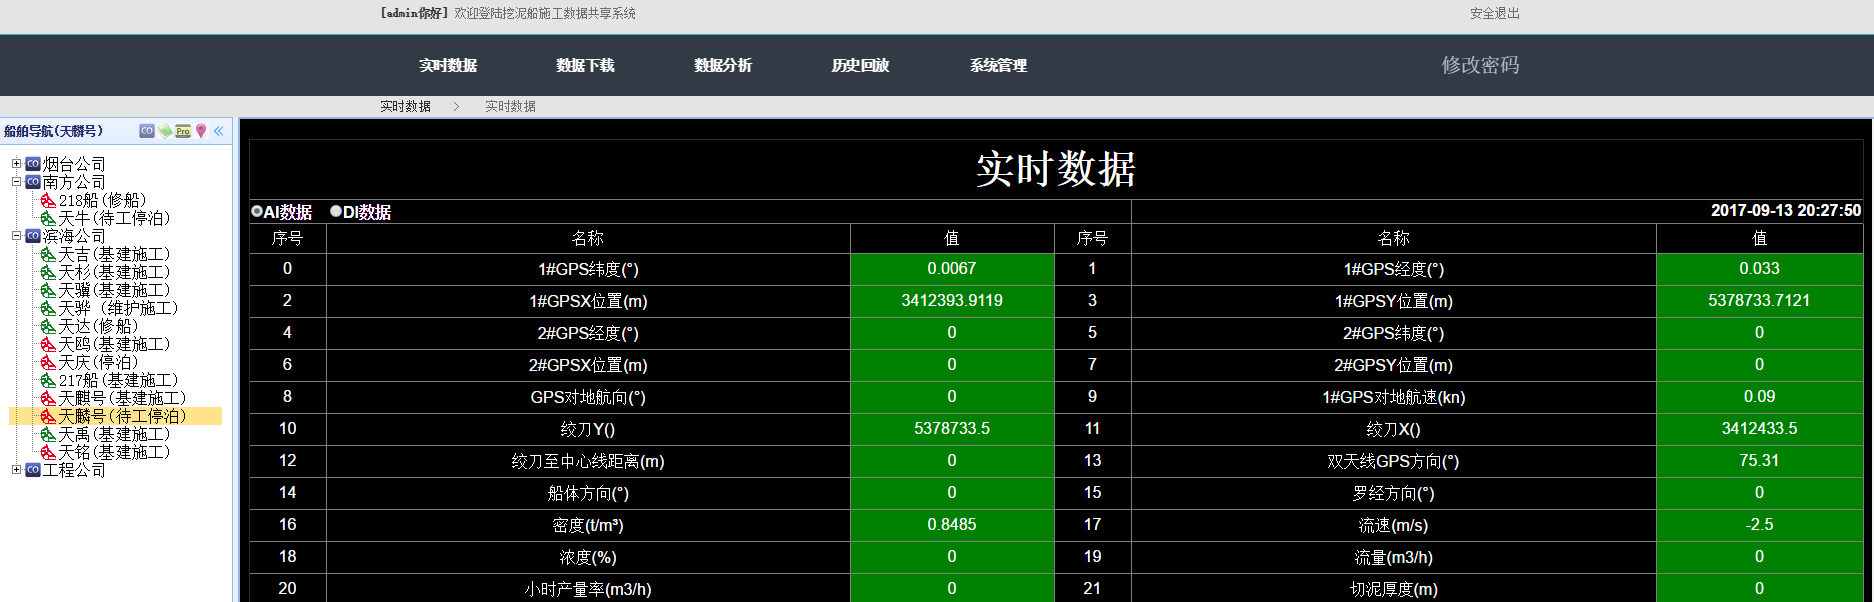 [admin你好] 欢迎登陆挖泥船施工数据共享系统 安全退出
实时数据 数据下载 数据分析 历史回放 系统管理 修改密码
实时数据 > 实时数据
船舶导航(天麟号) CO Pro «
CO 烟台公司
CO 南方公司
218船(修船)
天牛(待工停泊)
CO 滨海公司
天吉(基建施工)
天杉(基建施工)
天骥(基建施工)
天骅 (维护施工)
天达(修船)
天鸥(基建施工)
天庆(停泊)
217船(基建施工)
天麒号(基建施工)
天麟号(待工停泊)
天禹(基建施工)
天铭(基建施工)
CO 工程公司
实时数据
AI数据 DI数据 2017-09-13 20:27:50
序号 名称 值 序号 名称 值
0 1#GPS纬度(°) 0.0067 1 1#GPS经度(°) 0.033
2 1#GPSX位置(m) 3412393.9119 3 1#GPSY位置(m) 5378733.7121
4 2#GPS经度(°) 0 5 2#GPS纬度(°) 0
6 2#GPSX位置(m) 0 7 2#GPSY位置(m) 0
8 GPS对地航向(°) 0 9 1#GPS对地航速(kn) 0.09
10 绞刀Y() 5378733.5 11 绞刀X() 3412433.5
12 绞刀至中心线距离(m) 0 13 双天线GPS方向(°) 75.31
14 船体方向(°) 0 15 罗经方向(°) 0
16 密度(t/m³) 0.8485 17 流速(m/s) -2.5
18 浓度(%) 0 19 流量(m3/h) 0
20 小时产量率(m3/h) 0 21 切泥厚度(m) 0